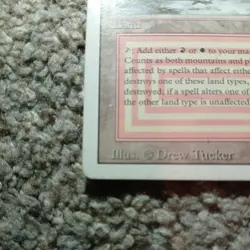 : Add either or to your ma
Counts as both mountains and p
affected by spells that affect either
destroys one of these land types,
destroyed; if a spell alters one of
the other land type is unaffected.
Illus. © Drew Tucker